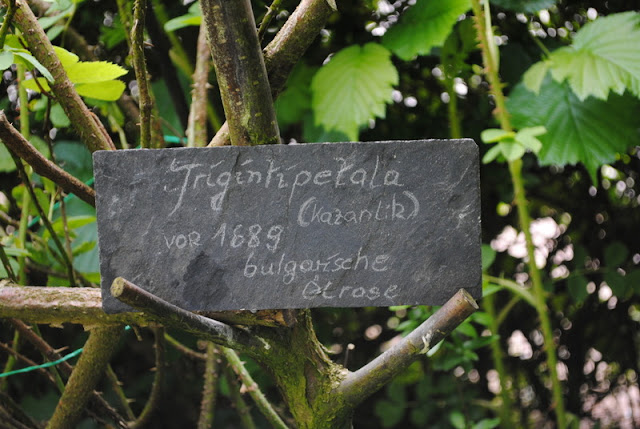 Trigintipetala
(Kazanlik)
vor 1689
bulgarische
Ölrose